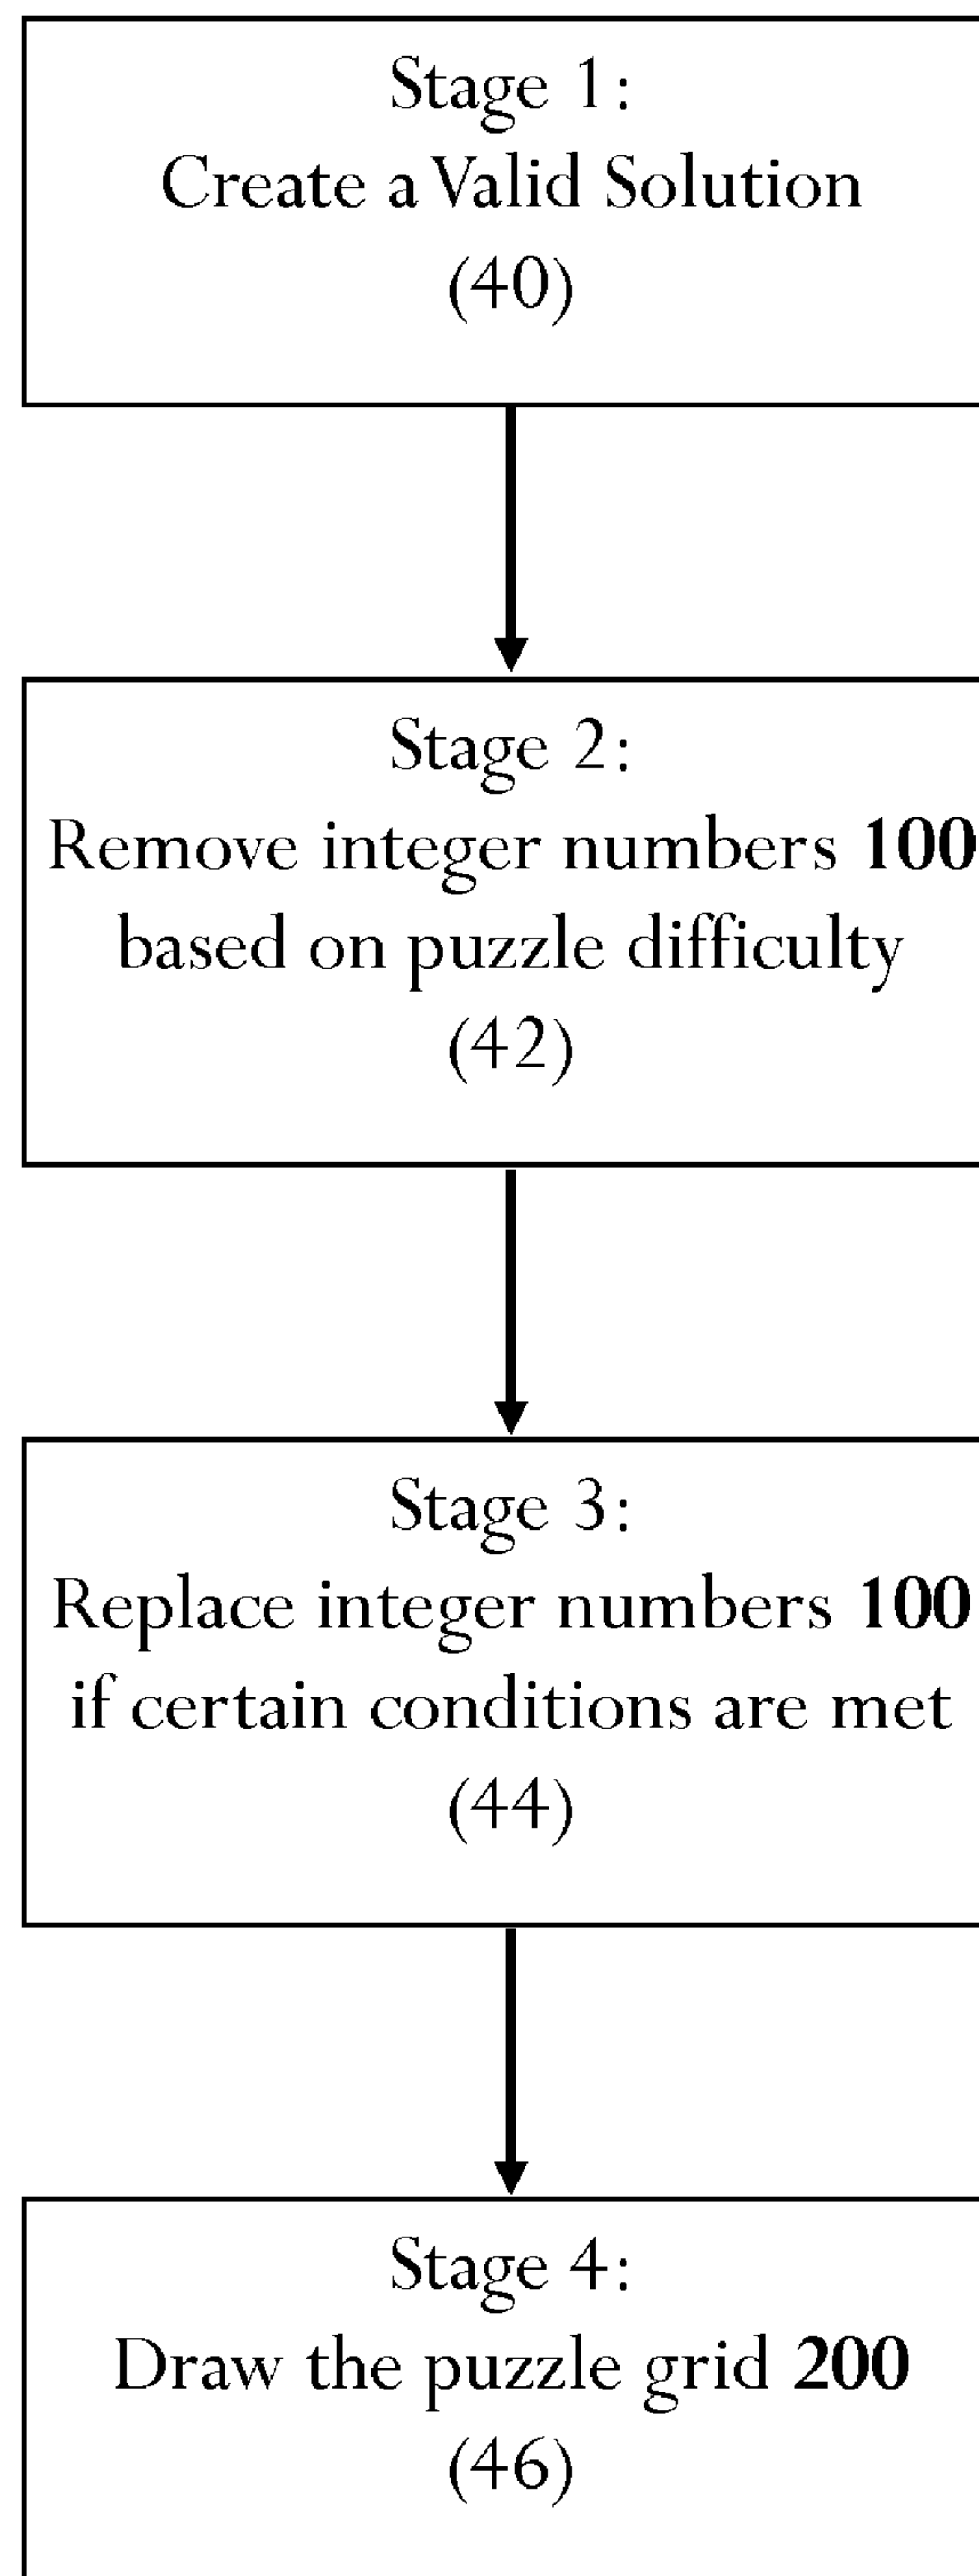 Stage 1:
Create a Valid Solution
(40)
Stage 2:
Remove integer numbers 100
based on puzzle difficulty
(42)
Stage 3:
Replace integer numbers 100
if certain conditions are met
(44)
Stage 4:
Draw the puzzle grid 200
(46)